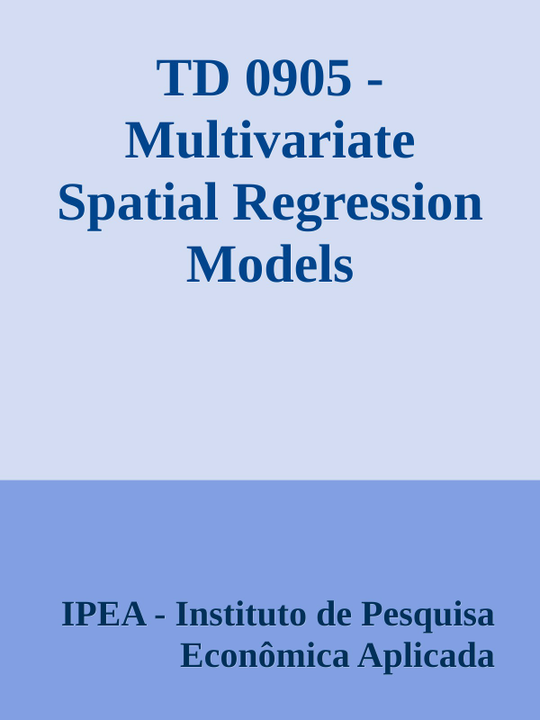 TD 0905 -
Multivariate
Spatial Regression
Models
IPEA - Instituto de Pesquisa
Econômica Aplicada